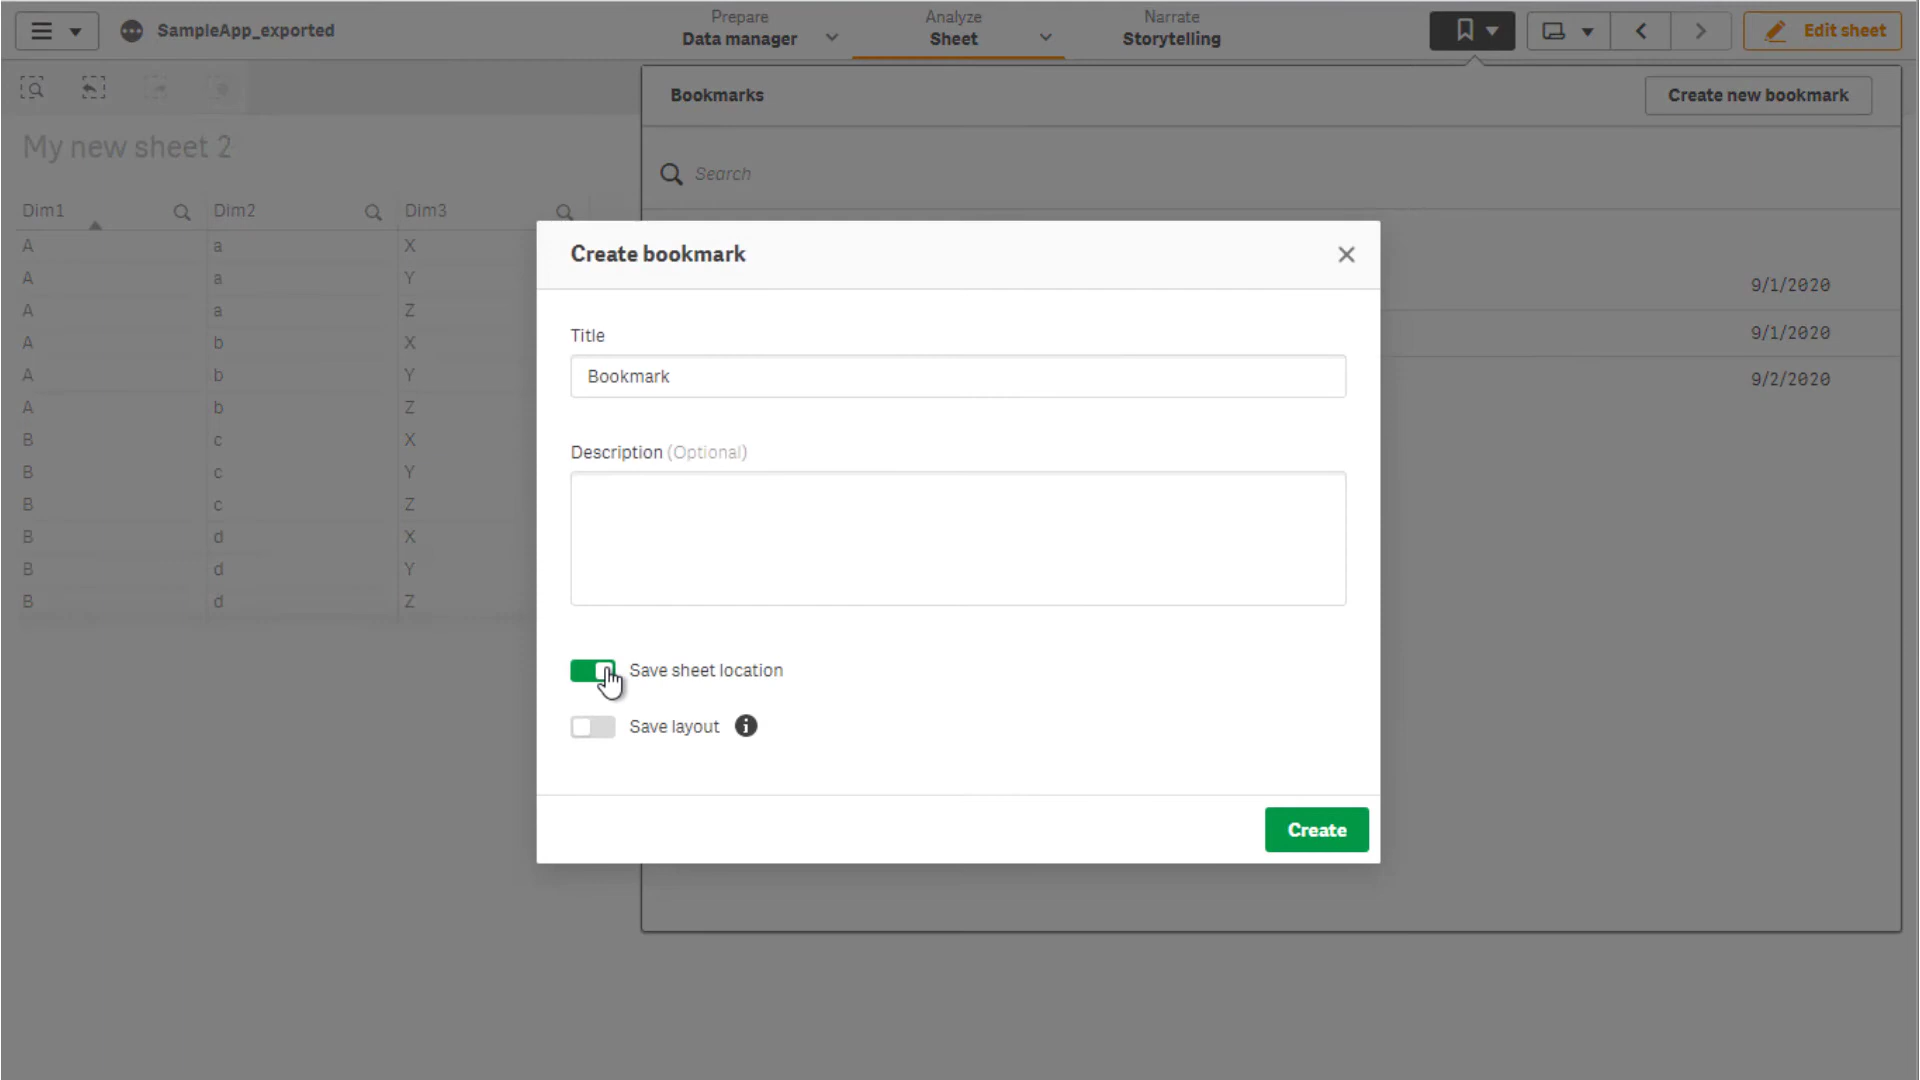 SampleApp_exported
Prepare
Data manager
Analyze
Sheet
Narrate
Storytelling
Edit sheet
Bookmarks
Create new bookmark
Search
My new sheet 2
Dim1 Dim2 Dim3
A a X
A a Y
A a Z
A b X
A b Y
A b Z
B c X
B c Y
B c Z
B d X
B d Y
B d Z
9/1/2020
9/1/2020
9/2/2020
Create bookmark
Title
Bookmark
Description (Optional)
Save sheet location
Save layout
Create